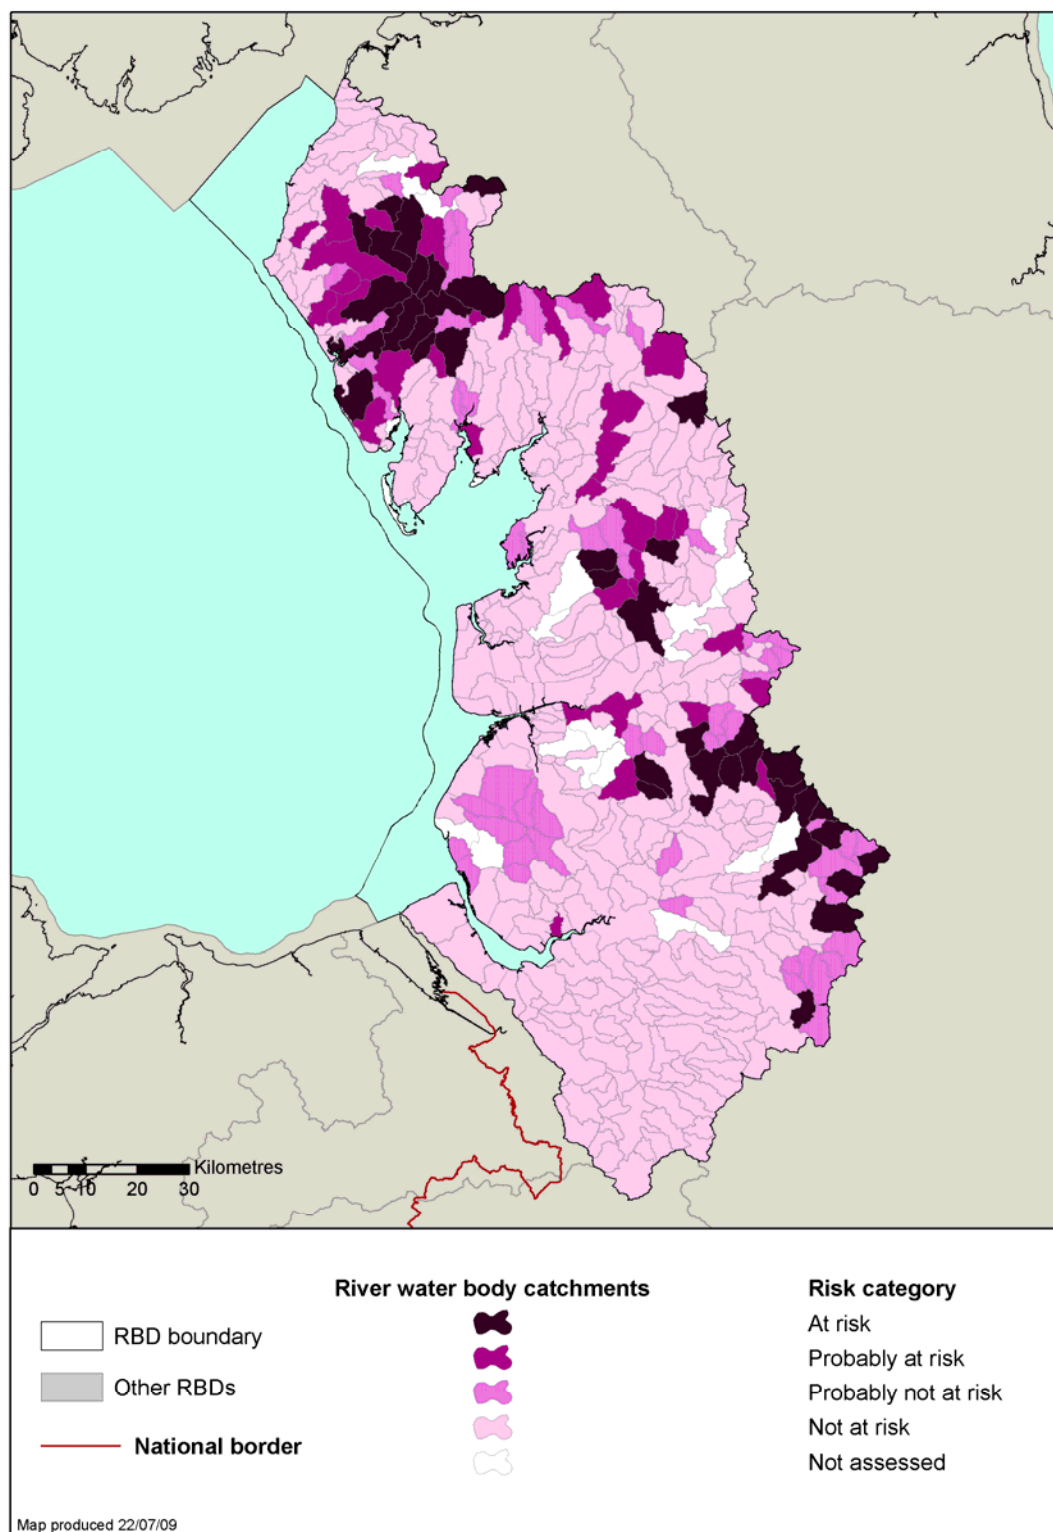 Kilometres
0 5 10 20 30
River water body catchments
Risk category
RBD boundary
Other RBDs
National border
At risk
Probably at risk
Probably not at risk
Not at risk
Not assessed
Map produced 22/07/09